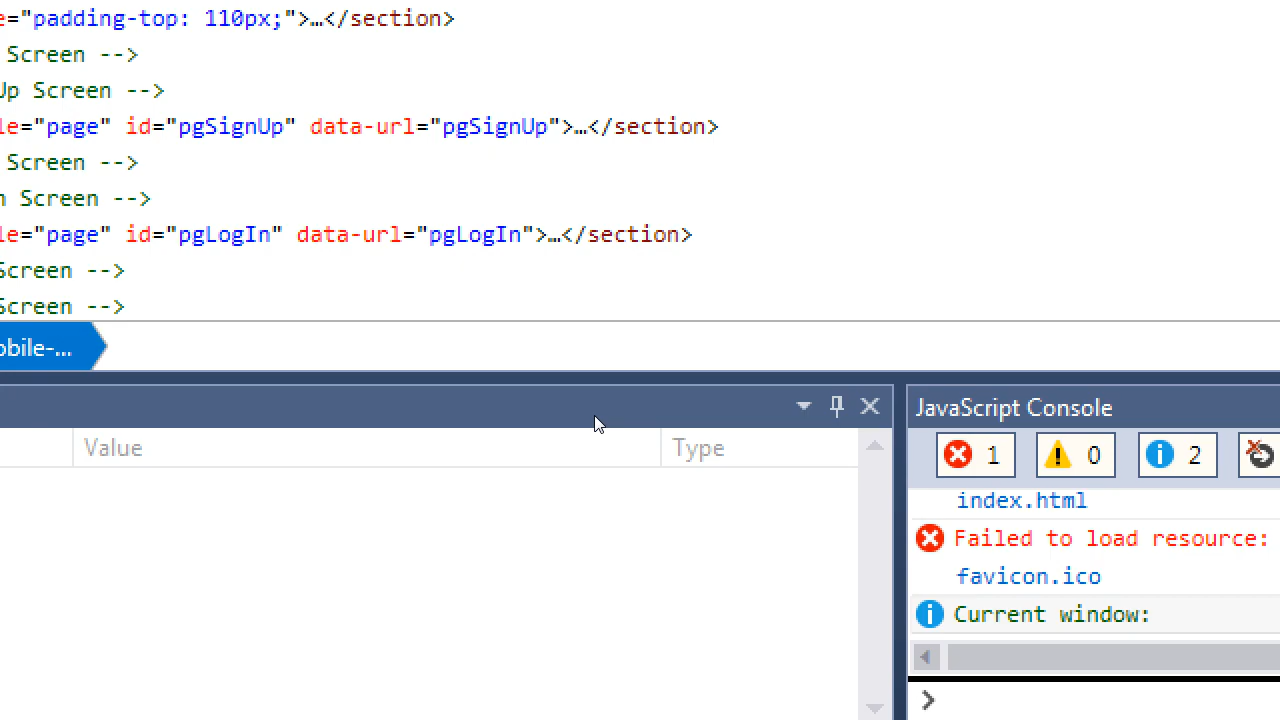 e="padding-top: 110px;">…</section>
Screen -->
Up Screen -->
le="page" id="pgSignUp" data-url="pgSignUp">…</section>
Screen -->
n Screen -->
le="page" id="pgLogIn" data-url="pgLogIn">…</section>
Screen -->
Screen -->
obile-...
JavaScript Console
Value
Type
1
0
2
index.html
Failed to load resource:
favicon.ico
Current window: